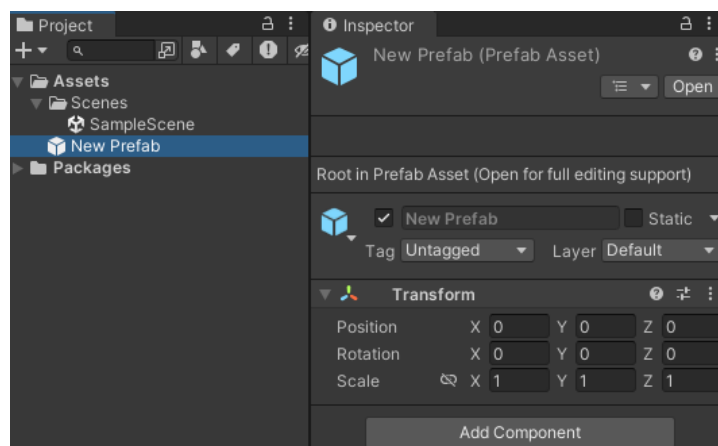 Project
Assets
Scenes
SampleScene
New Prefab
Packages
Inspector
New Prefab (Prefab Asset)
Open
Root in Prefab Asset (Open for full editing support)
New Prefab Static
Tag Untagged Layer Default
Transform
Position X 0 Y 0 Z 0
Rotation X 0 Y 0 Z 0
Scale X 1 Y 1 Z 1
Add Component